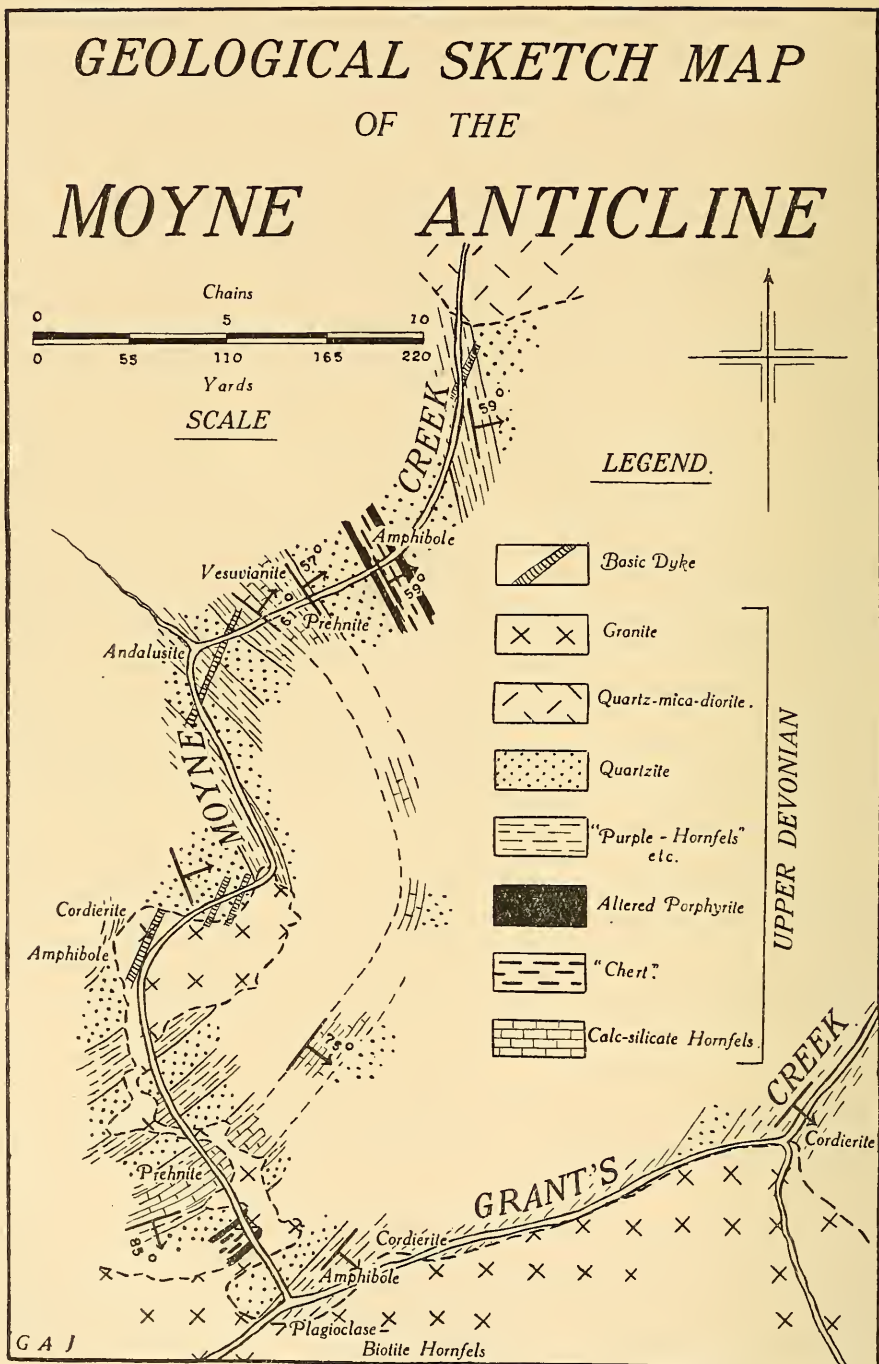 GEOLOGICAL SKETCH MAP
OF THE
MOYNE ANTICLINE
Chains
0 5 10
0 55 110 165 220
Yards
SCALE
CREEK
59°
LEGEND.
Amphibole
Vesuvianite
57°
61°
59°
Prehnite
Andalusite
MOYNE
Basic Dyke
Granite
Quartz-mica-diorite.
Quartzite
"Purple - Hornfels"
etc.
Altered Porphyrite
"Chert".
Calc-silicate Hornfels.
UPPER DEVONIAN
Cordierite
Amphibole
75°
CREEK
Cordierite
Prehnite
GRANT'S
85°
Cordierite
Amphibole
Plagioclase-
Biotite Hornfels
G A J